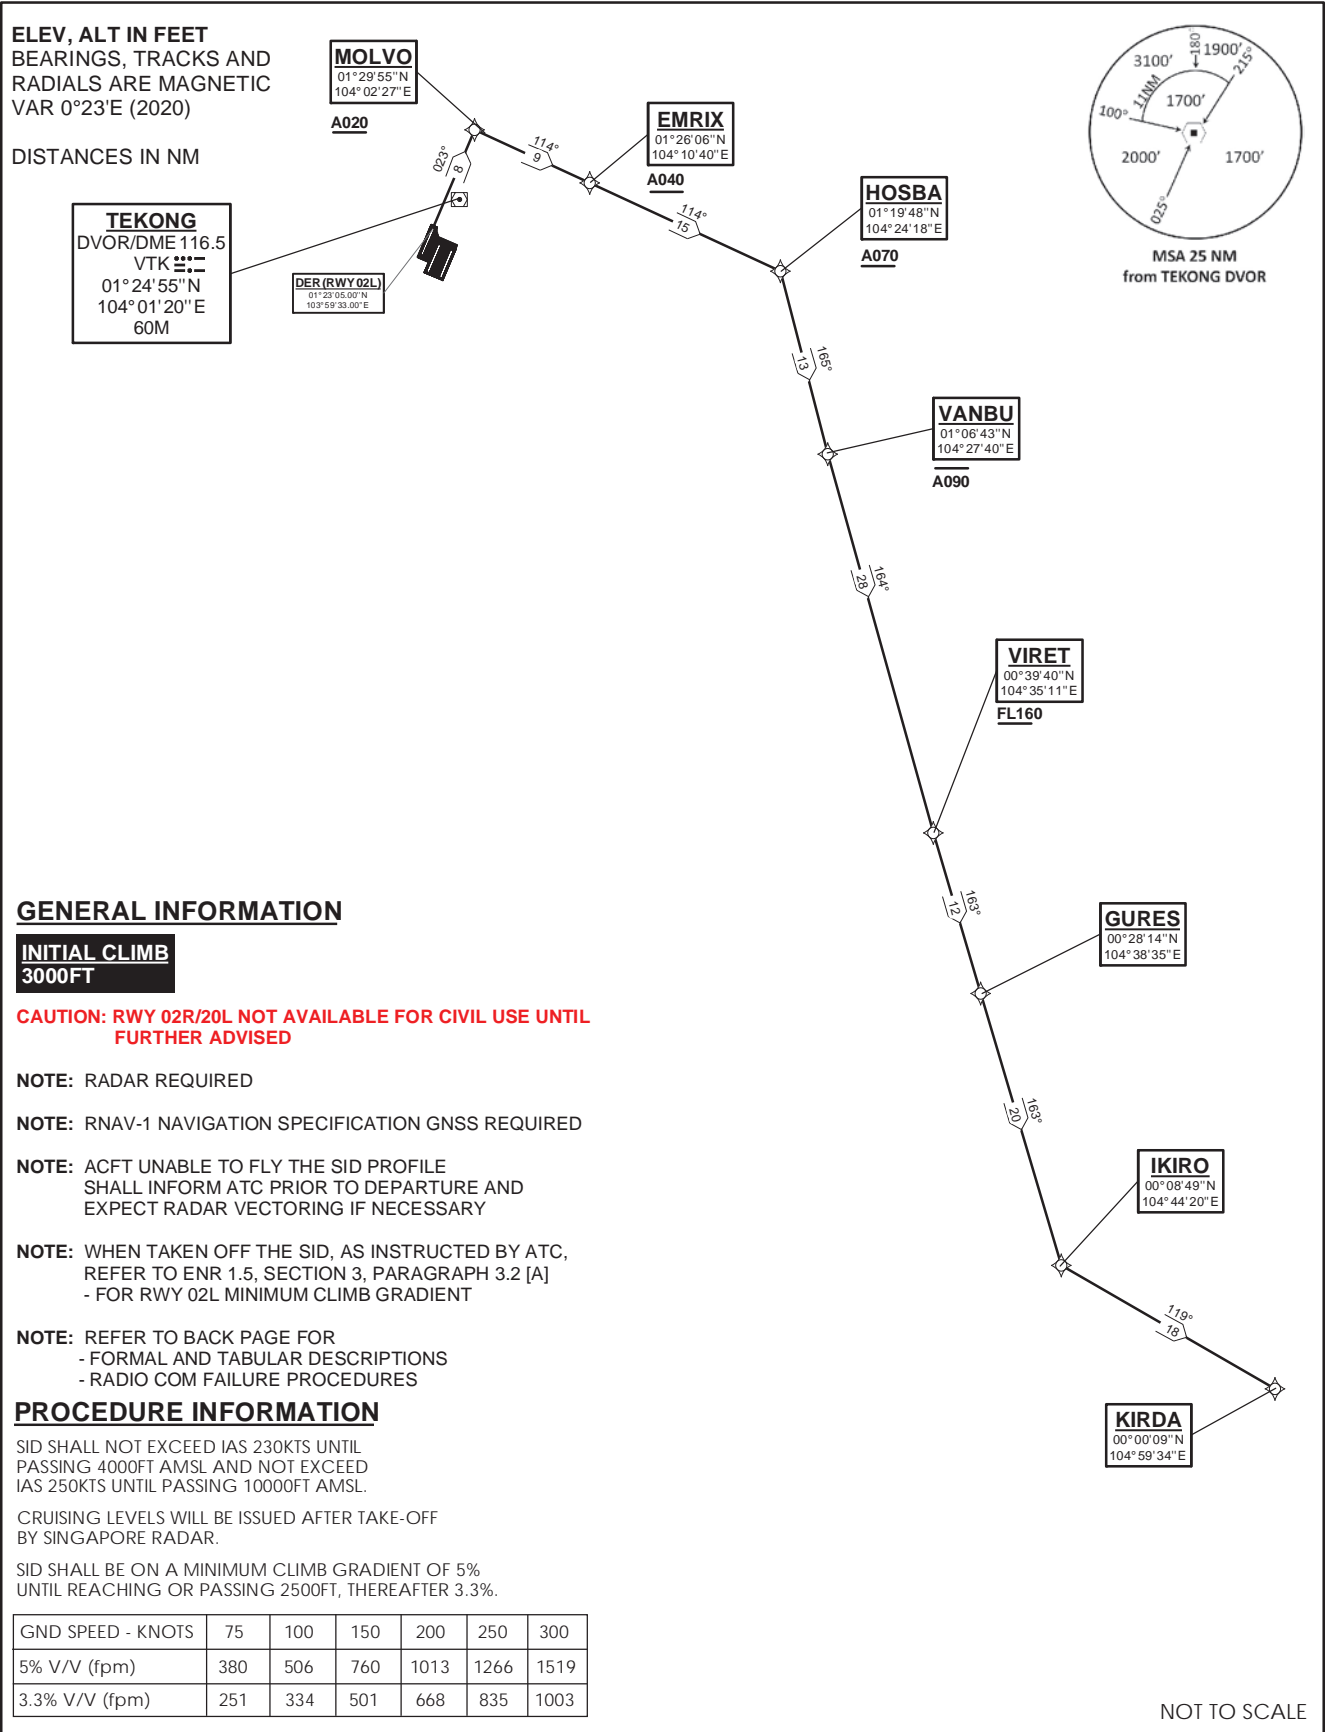 ELEV, ALT IN FEET
BEARINGS, TRACKS AND
RADIALS ARE MAGNETIC
VAR 0°23'E (2020)
DISTANCES IN NM
MOLVO
01°29'55"N
104°02'27"E
A020
EMRIX
01°26'06"N
104°10'40"E
A040
HOSBA
01°19'48"N
104°24'18"E
A070
3100'
180°
1900'
215°
11NM
1700'
100°
2000'
1700'
025°
MSA 25 NM
from TEKONG DVOR
023°
8
114°
9
114°
15
TEKONG
DVOR/DME 116.5
VTK
01°24'55"N
104°01'20"E
60M
DER (RWY 02L)
01°23'05.00"N
103°59'33.00"E
165°
13
VANBU
01°06'43"N
104°27'40"E
A090
164°
28
VIRET
00°39'40"N
104°35'11"E
FL160
163°
12
GURES
00°28'14"N
104°38'35"E
163°
20
IKIRO
00°08'49"N
104°44'20"E
119°
18
KIRDA
00°00'09"N
104°59'34"E
GENERAL INFORMATION
INITIAL CLIMB
3000FT
CAUTION: RWY 02R/20L NOT AVAILABLE FOR CIVIL USE UNTIL
FURTHER ADVISED
NOTE: RADAR REQUIRED
NOTE: RNAV-1 NAVIGATION SPECIFICATION GNSS REQUIRED
NOTE: ACFT UNABLE TO FLY THE SID PROFILE
SHALL INFORM ATC PRIOR TO DEPARTURE AND
EXPECT RADAR VECTORING IF NECESSARY
NOTE: WHEN TAKEN OFF THE SID, AS INSTRUCTED BY ATC,
REFER TO ENR 1.5, SECTION 3, PARAGRAPH 3.2 [A]
- FOR RWY 02L MINIMUM CLIMB GRADIENT
NOTE: REFER TO BACK PAGE FOR
- FORMAL AND TABULAR DESCRIPTIONS
- RADIO COM FAILURE PROCEDURES
PROCEDURE INFORMATION
SID SHALL NOT EXCEED IAS 230KTS UNTIL
PASSING 4000FT AMSL AND NOT EXCEED
IAS 250KTS UNTIL PASSING 10000FT AMSL.
CRUISING LEVELS WILL BE ISSUED AFTER TAKE-OFF
BY SINGAPORE RADAR.
SID SHALL BE ON A MINIMUM CLIMB GRADIENT OF 5%
UNTIL REACHING OR PASSING 2500FT, THEREAFTER 3.3%.
GND SPEED - KNOTS 75 100 150 200 250 300
5% V/V (fpm) 380 506 760 1013 1266 1519
3.3% V/V (fpm) 251 334 501 668 835 1003
NOT TO SCALE